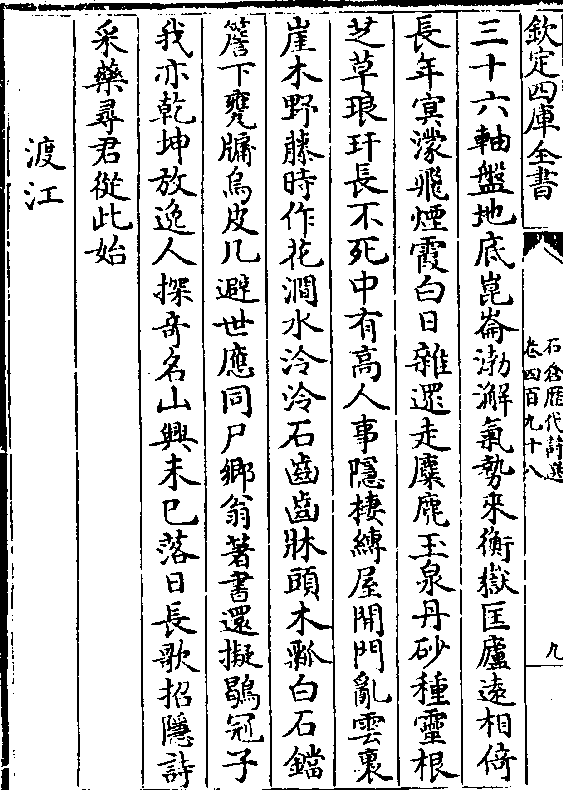 欽定四庫全書
石倉歷代詩選
卷四百九十八
九
三十六軸盤地底崑崙渤澥氣勢來衡嶽匡廬遠相倚
長年冥濛飛煙霞白日雜遝走麋麂玉泉丹砂種靈根
芝草琅玕長不死中有高人事隱棲縛屋開門亂雲裏
崖木野藤時作花澗水泠泠石齒齒牀頭木瓢白石鐺
簷下甕牖烏皮几避世應同尸鄉翁著書還擬鶡冠子
我亦乾坤放逸人探奇名山興未已落日長歌招隱詩
采藥尋君從此始
渡江